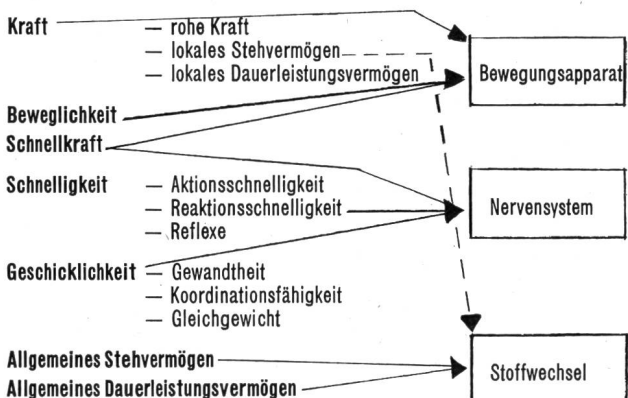 Kraft
— rohe Kraft
— lokales Stehvermögen
— lokales Dauerleistungsvermögen
Bewegungsapparat
Beweglichkeit
Schnellkraft
Schnelligkeit
— Aktionsschnelligkeit
— Reaktionsschnelligkeit
— Reflexe
Nervensystem
Geschicklichkeit
— Gewandtheit
— Koordinationsfähigkeit
— Gleichgewicht
Allgemeines Stehvermögen
Allgemeines Dauerleistungsvermögen
Stoffwechsel